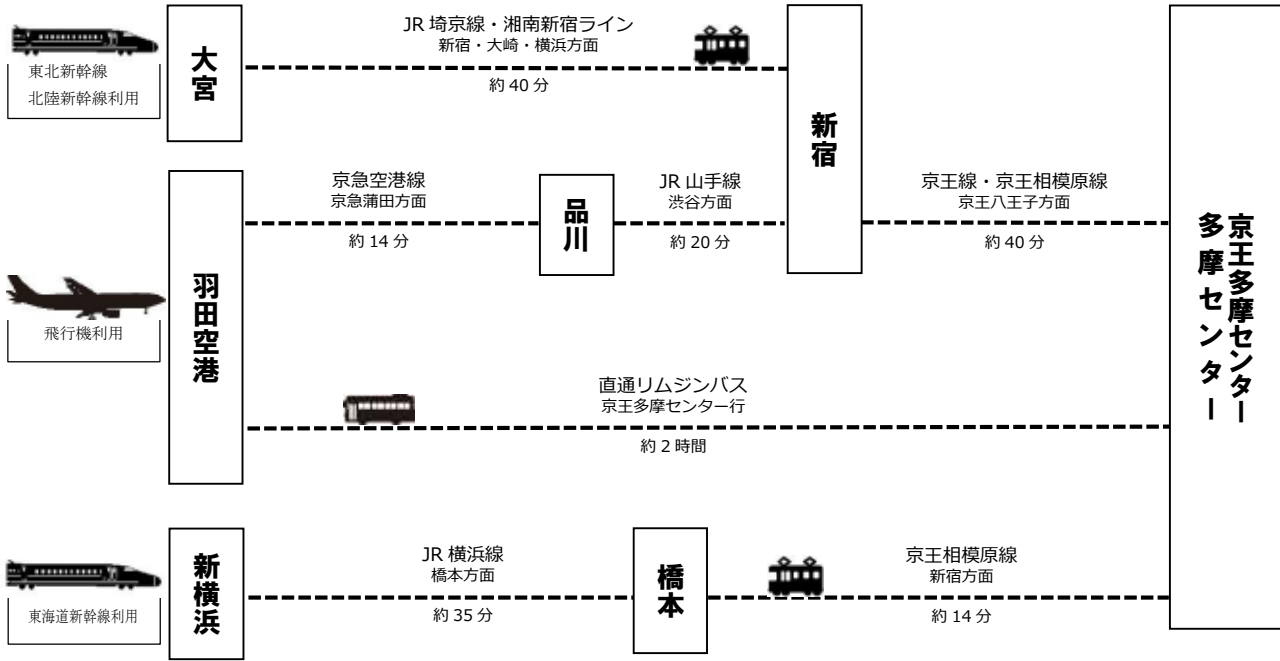 東北新幹線
北陸新幹線利用
大宮
JR 埼京線・湘南新宿ライン
新宿・大崎・横浜方面
約 40 分
新宿
飛行機利用
羽田空港
京急空港線
京急蒲田方面
約 14 分
品川
JR 山手線
渋谷方面
約 20 分
京王線・京王相模原線
京王八王子方面
約 40 分
直通リムジンバス
京王多摩センター行
約 2 時間
東海道新幹線利用
新横浜
JR 横浜線
橋本方面
約 35 分
橋本
京王相模原線
新宿方面
約 14 分
京王多摩センター
多摩センター